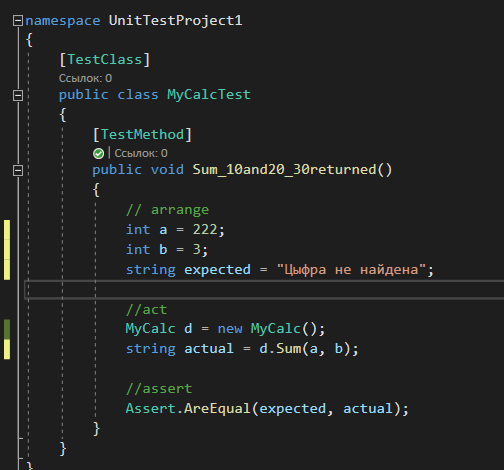 namespace UnitTestProject1
{
[TestClass]
Ссылок: 0
public class MyCalcTest
{
[TestMethod]
| Ссылок: 0
public void Sum_10and20_30returned()
{
// arrange
int a = 222;
int b = 3;
string expected = "Цыфра не найдена";
//act
MyCalc d = new MyCalc();
string actual = d.Sum(a, b);
//assert
Assert.AreEqual(expected, actual);
}
}
}